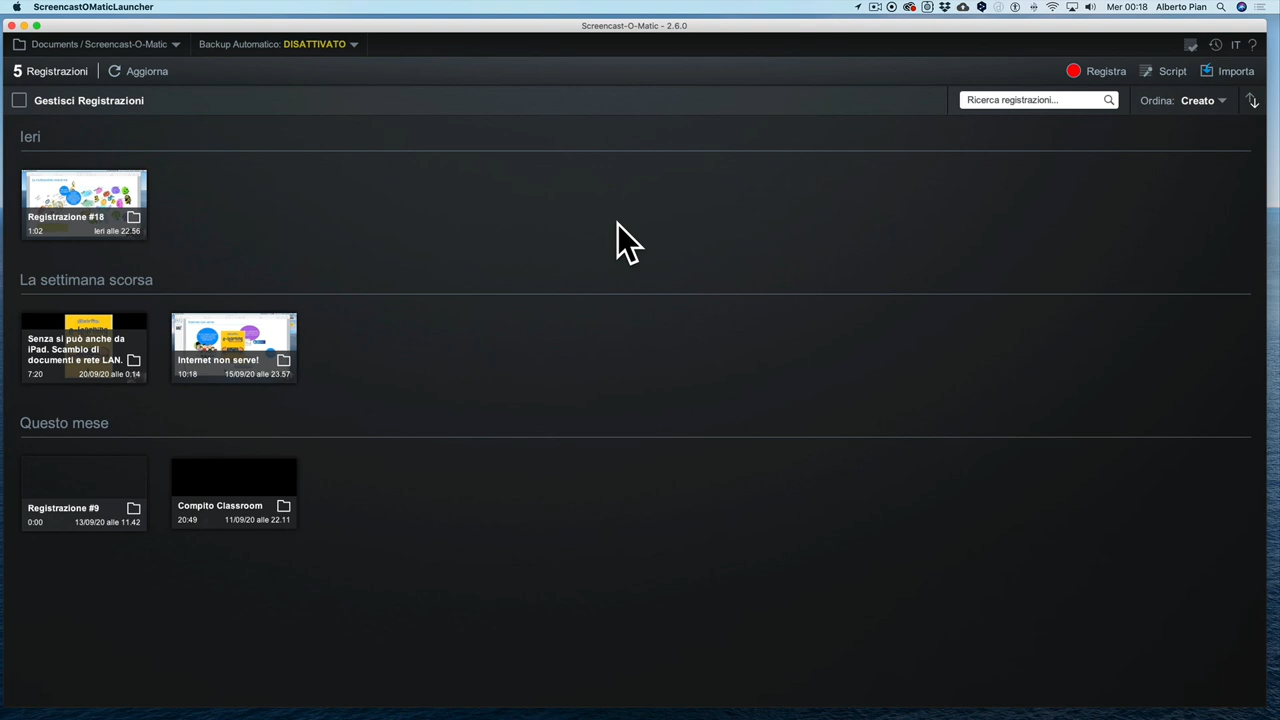 ScreencastOMaticLauncher
Mer 00:18 Alberto Pian
Screencast-O-Matic - 2.6.0
Documents / Screencast-O-Matic
Backup Automatico: DISATTIVATO
IT ?
5 Registrazioni
Aggiorna
Registra
Script
Importa
Gestisci Registrazioni
Ricerca registrazioni...
Ordina: Creato
Ieri
Registrazione #18
1:02 Ieri alle 22.56
La settimana scorsa
Senza si può anche da
iPad. Scambio di
documenti e rete LAN.
7:20 20/09/20 alle 0.14
Internet non serve!
10:18 15/09/20 alle 23.57
Questo mese
Registrazione #9
0:00 13/09/20 alle 11.42
Compito Classroom
20:49 11/09/20 alle 22.11